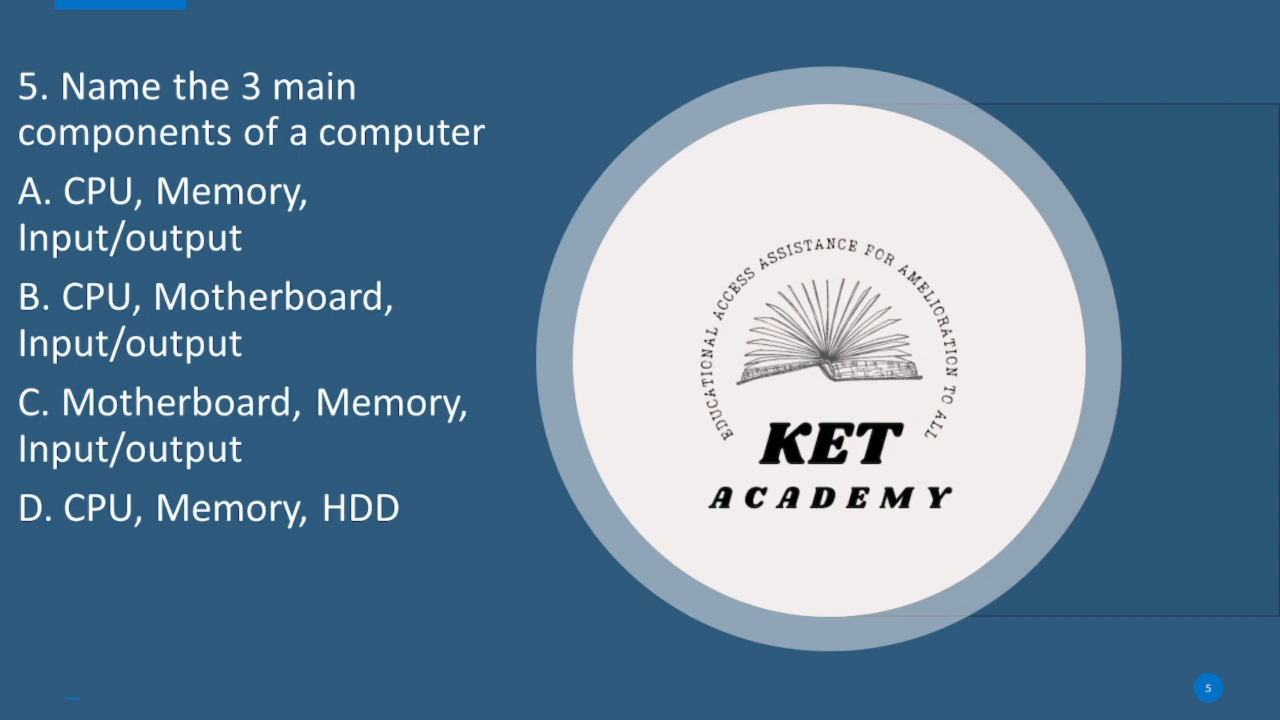 5. Name the 3 main
components of a computer
A. CPU, Memory,
Input/output
B. CPU, Motherboard,
Input/output
C. Motherboard, Memory,
Input/output
D. CPU, Memory, HDD
EDUCATIONAL ACCESS ASSISTANCE FOR AMELIORATION TO ALL
KET
ACADEMY
5